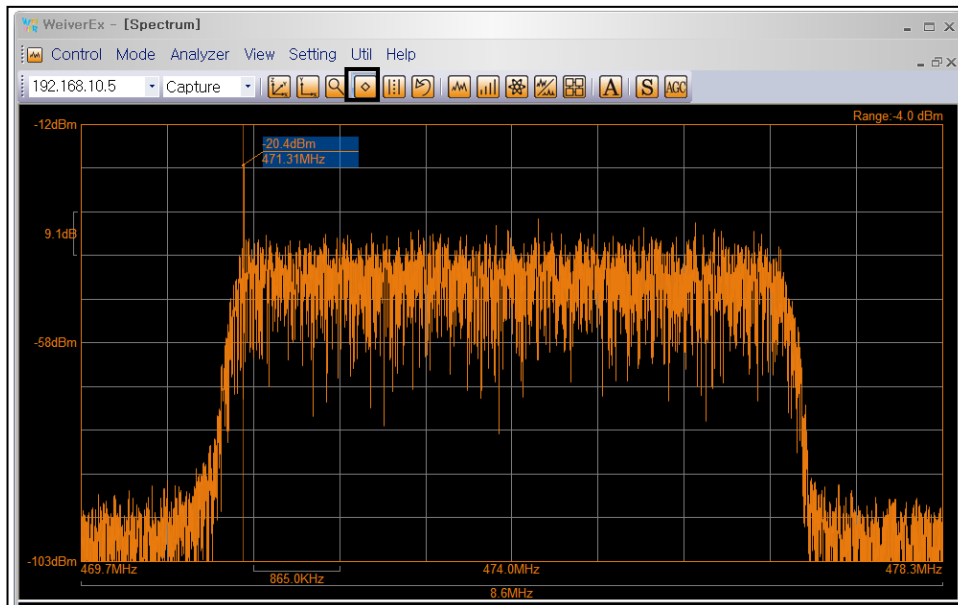 WeiverEx - [Spectrum]
Control Mode Analyzer View Setting Util Help
192.168.10.5 Capture A S AGC
-12dBm Range:-4.0 dBm
-20.4dBm
471.31MHz
9.1dB
-58dBm
-103dBm
469.7MHz 474.0MHz 478.3MHz
865.0KHz
8.6MHz